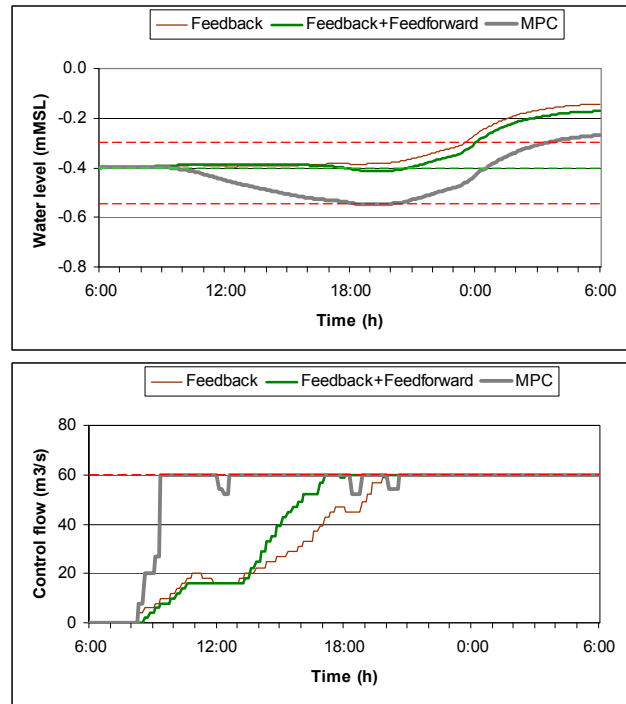 Feedback Feedback+Feedforward MPC
Water level (mMSL)
0.0
-0.2
-0.4
-0.6
-0.8
6:00 12:00 18:00 0:00 6:00
Time (h)
Feedback Feedback+Feedforward MPC
Control flow (m3/s)
80
60
40
20
0
6:00 12:00 18:00 0:00 6:00
Time (h)